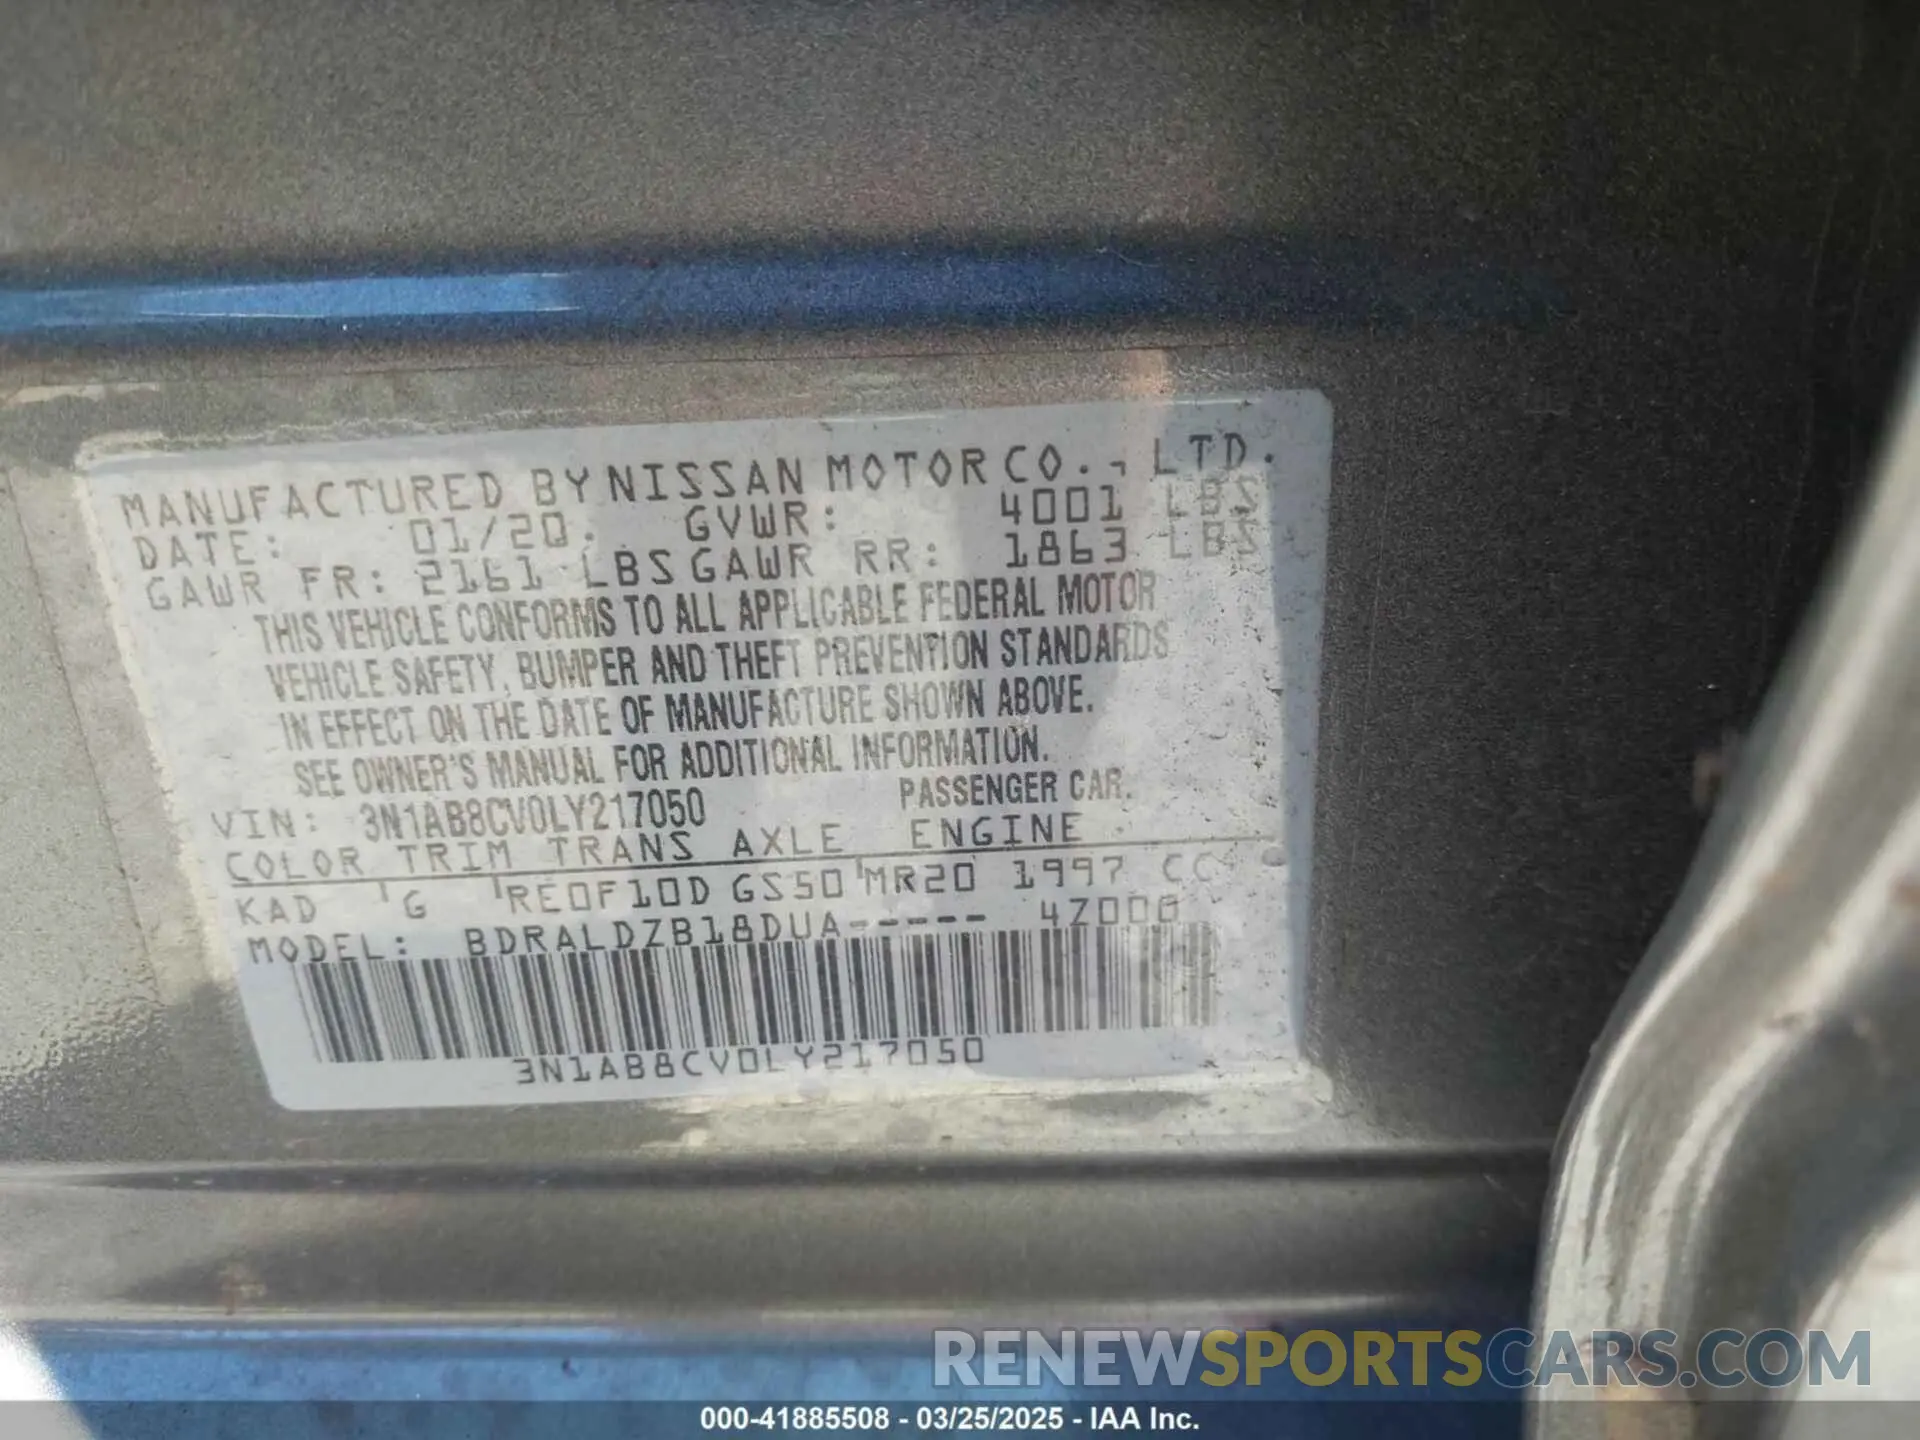 MANUFACTURED BY NISSAN MOTOR CO., LTD.
DATE: 01/20. GVWR: 4001 LBS
GAWR FR: 2161 LBS GAWR RR: 1863 LBS
THIS VEHICLE CONFORMS TO ALL APPLICABLE FEDERAL MOTOR
VEHICLE SAFETY, BUMPER AND THEFT PREVENTION STANDARDS
IN EFFECT ON THE DATE OF MANUFACTURE SHOWN ABOVE.
SEE OWNER'S MANUAL FOR ADDITIONAL INFORMATION.
VIN: 3N1AB8CV0LY217050 PASSENGER CAR.
COLOR TRIM TRANS AXLE ENGINE
KAD G RE0F10D GS50 MR20 1997 CC
MODEL: BDRALDZB18DUA----- 4Z000
3N1AB8CV0LY217050
RENEWSPORTSCARS.COM
000-41885508 - 03/25/2025 - IAA Inc.